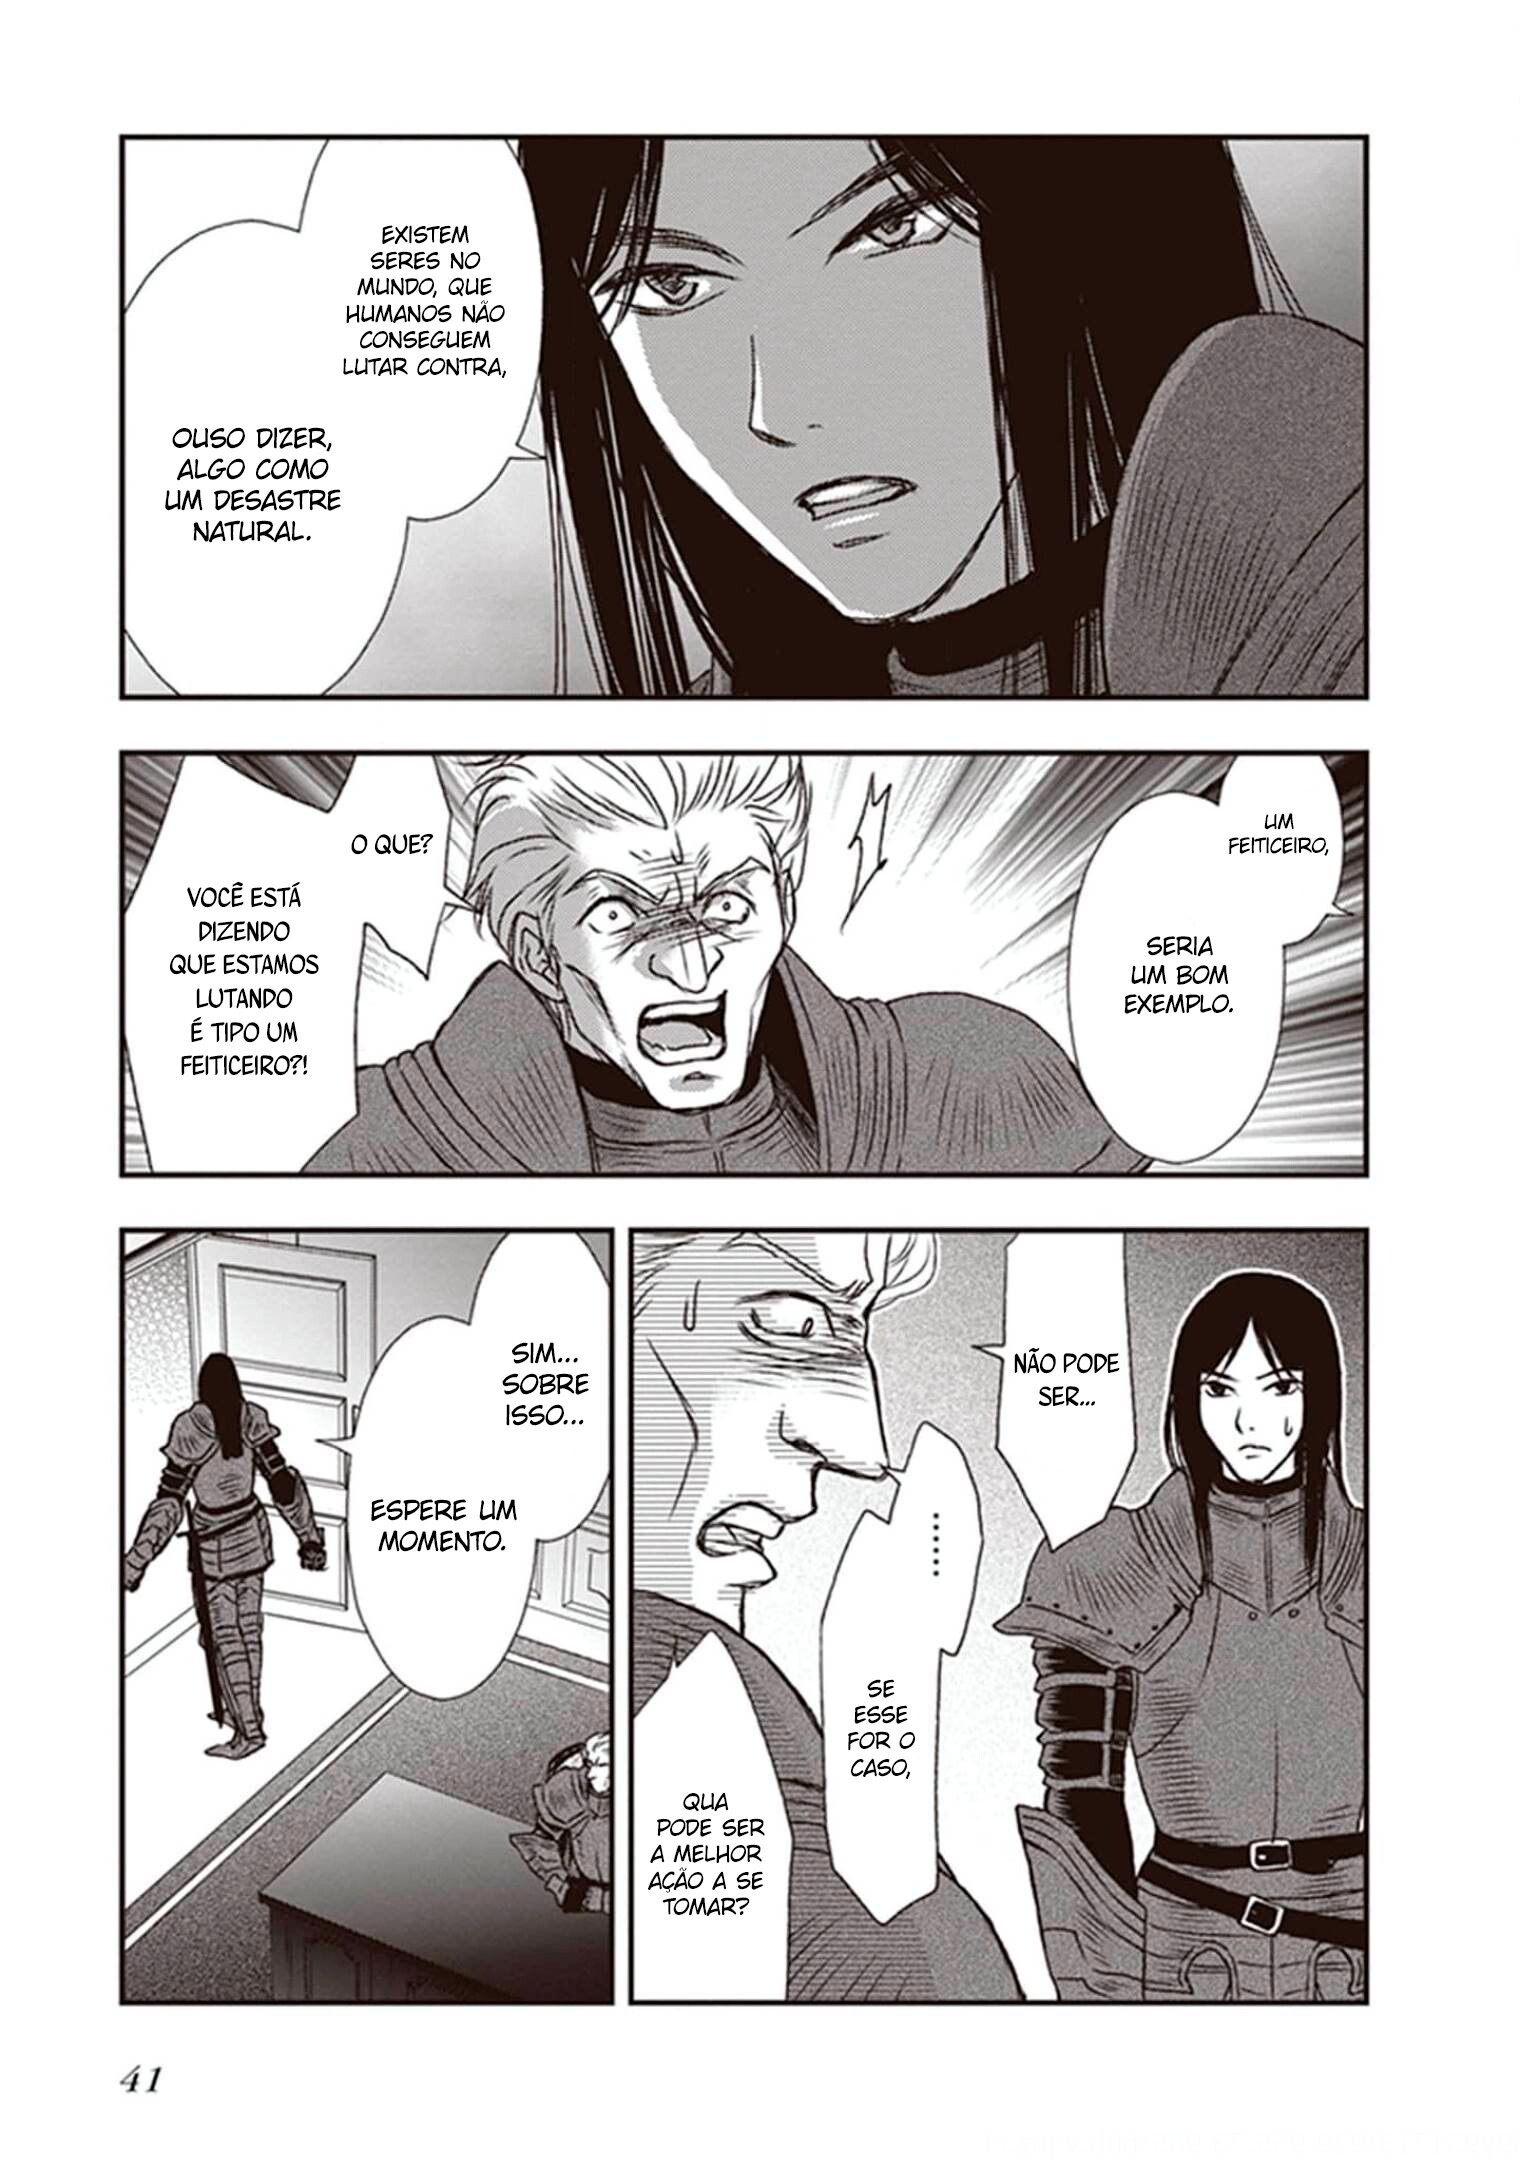 EXISTEM
SERES NO
MUNDO, QUE
HUMANOS NÃO
CONSEGUEM
LUTAR CONTRA,
OUSO DIZER,
ALGO COMO
UM DESASTRE
NATURAL.
UM
FEITICEIRO,
SERIA
UM BOM
EXEMPLO.
O QUE?
VOCÊ ESTÁ
DIZENDO
QUE ESTAMOS
LUTANDO
É TIPO UM
FEITICEIRO?!
NÃO PODE
SER...
......
SE
ESSE
FOR O
CASO,
QUA
PODE SER
A MELHOR
AÇÃO A SE
TOMAR?
SIM...
SOBRE
ISSO...
ESPERE UM
MOMENTO.
41